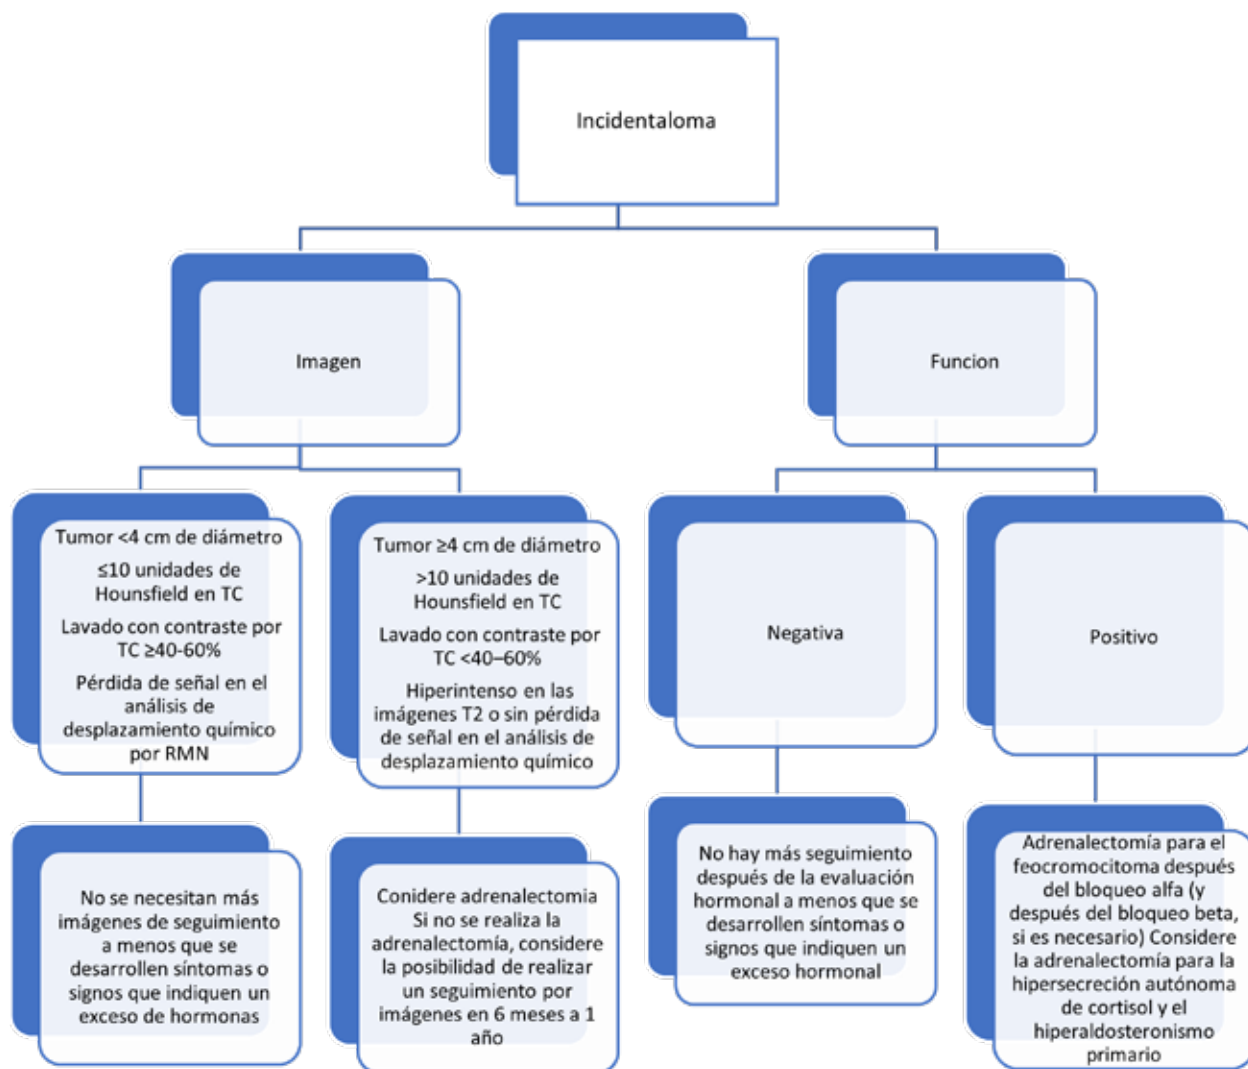 Incidentaloma
Imagen
Funcion
Tumor <4 cm de diámetro
≤10 unidades de
Hounsfield en TC
Lavado con contraste por
TC ≥40-60%
Pérdida de señal en el
análisis de
desplazamiento químico
por RMN
Tumor ≥4 cm de diámetro
>10 unidades de
Hounsfield en TC
Lavado con contraste por
TC <40–60%
Hiperintenso en las
imágenes T2 o sin pérdida
de señal en el análisis de
desplazamiento químico
Negativa
Positivo
No se necesitan más
imágenes de seguimiento
a menos que se
desarrollen síntomas o
signos que indiquen un
exceso de hormonas
Conidere adrenalectomia
Si no se realiza la
adrenalectomía, considere
la posibilidad de realizar
un seguimiento por
imágenes en 6 meses a 1
año
No hay más seguimiento
después de la evaluación
hormonal a menos que se
desarrollen síntomas o
signos que indiquen un
exceso hormonal
Adrenalectomía para el
feocromocitoma después
del bloqueo alfa (y
después del bloqueo beta,
si es necesario) Considere
la adrenalectomía para la
hipersecreción autónoma
de cortisol y el
hiperaldosteronismo
primario